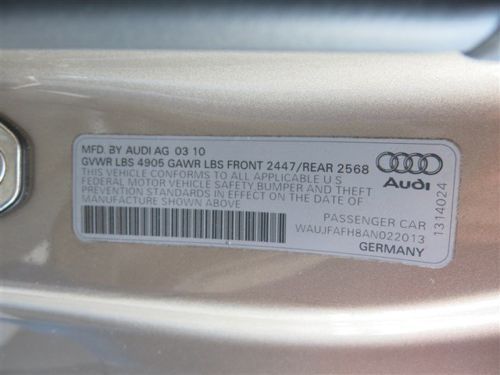 MFD. BY AUDI AG 03 10
GVWR LBS 4905 GAWR LBS FRONT 2447/REAR 2568
THIS VEHICLE CONFORMS TO ALL APPLICABLE U S
FEDERAL MOTOR VEHICLE SAFETY BUMPER AND THEFT
PREVENTION STANDARDS IN EFFECT ON THE DATE OF
MANUFACTURE SHOWN ABOVE
Audi
PASSENGER CAR
WAUJFAFH8AN022013
GERMANY
1314024